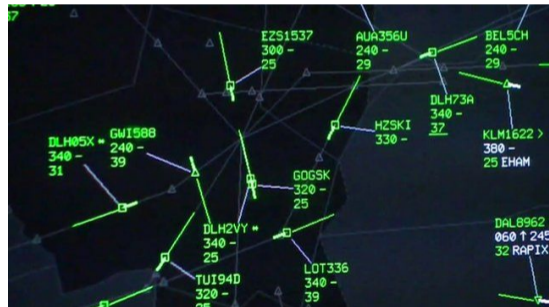 EZS1537
300 -
25
AUA356U
240 -
29
BEL5CH
240 -
29
DLH73A
340 -
37
HZSKI
330 -
KLM1622 >
380 -
25 EHAM
DLH05X
340 -
31
GWI588
240 -
39
GOGSK
320 -
25
DLH2VY
340 -
25
DAL8962
060 ↑ 245
32 RAPIX
TUI94D
320 -
LOT336
340 -
39